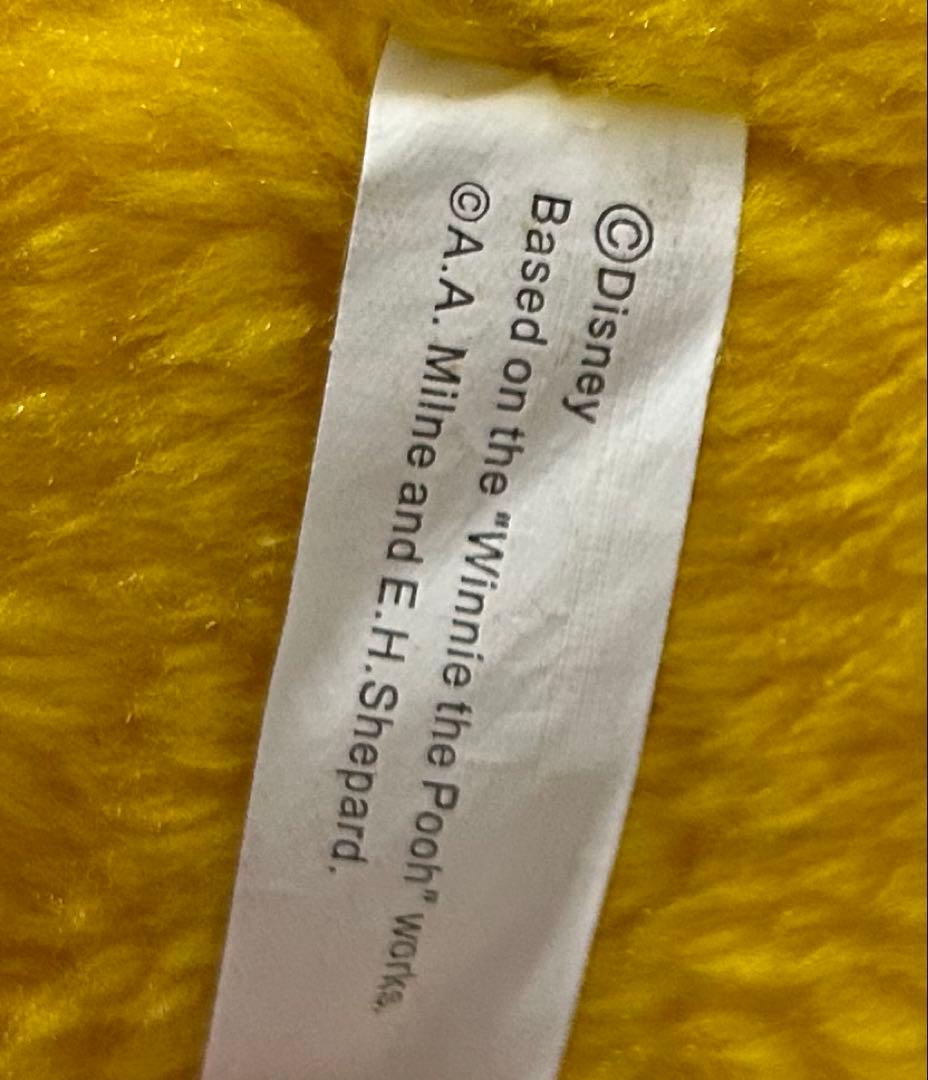 ©Disney
Based on the "Winnie the Pooh" works,
©A.A. Milne and E.H.Shepard.